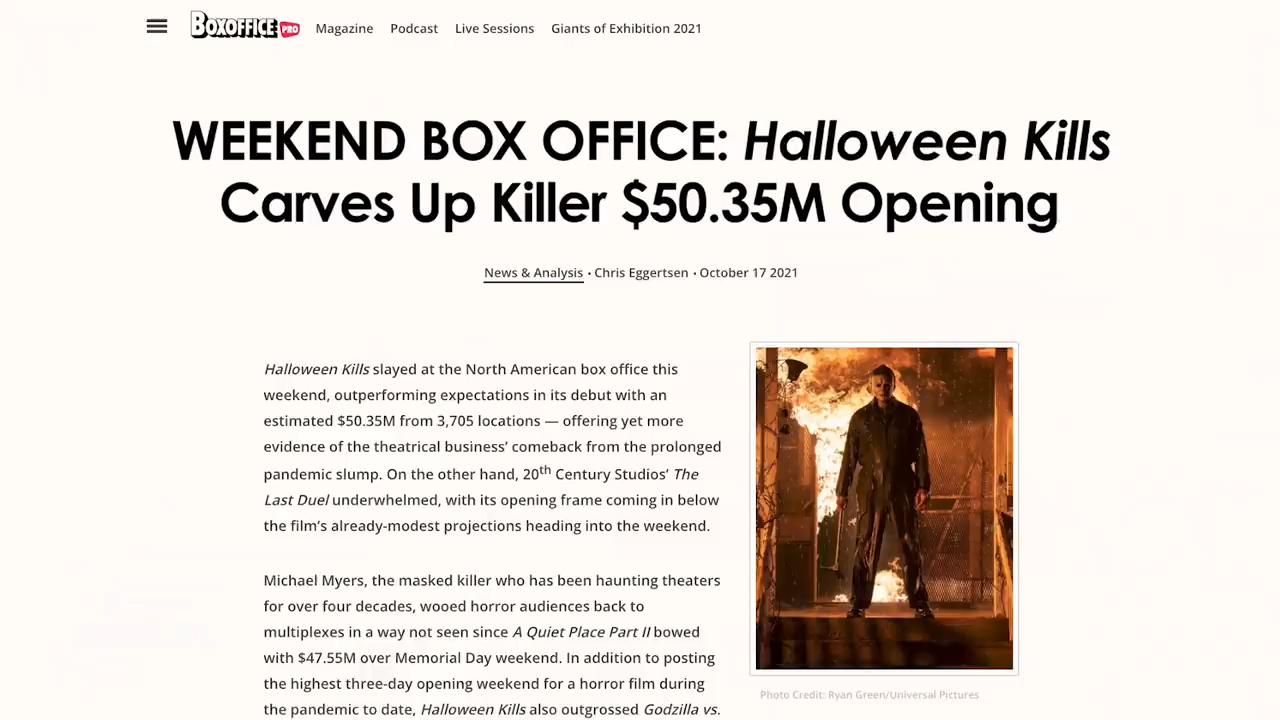 BOXOFFICE PRO Magazine Podcast Live Sessions Giants of Exhibition 2021
WEEKEND BOX OFFICE: Halloween Kills
Carves Up Killer $50.35M Opening
News & Analysis • Chris Eggertsen • October 17 2021
Halloween Kills slayed at the North American box office this
weekend, outperforming expectations in its debut with an
estimated $50.35M from 3,705 locations — offering yet more
evidence of the theatrical business’ comeback from the prolonged
pandemic slump. On the other hand, 20th Century Studios’ The
Last Duel underwhelmed, with its opening frame coming in below
the film’s already-modest projections heading into the weekend.
Michael Myers, the masked killer who has been haunting theaters
for over four decades, wooed horror audiences back to
multiplexes in a way not seen since A Quiet Place Part II bowed
with $47.55M over Memorial Day weekend. In addition to posting
the highest three-day opening weekend for a horror film during
the pandemic to date, Halloween Kills also outgrossed Godzilla vs.
Photo Credit: Ryan Green/Universal Pictures